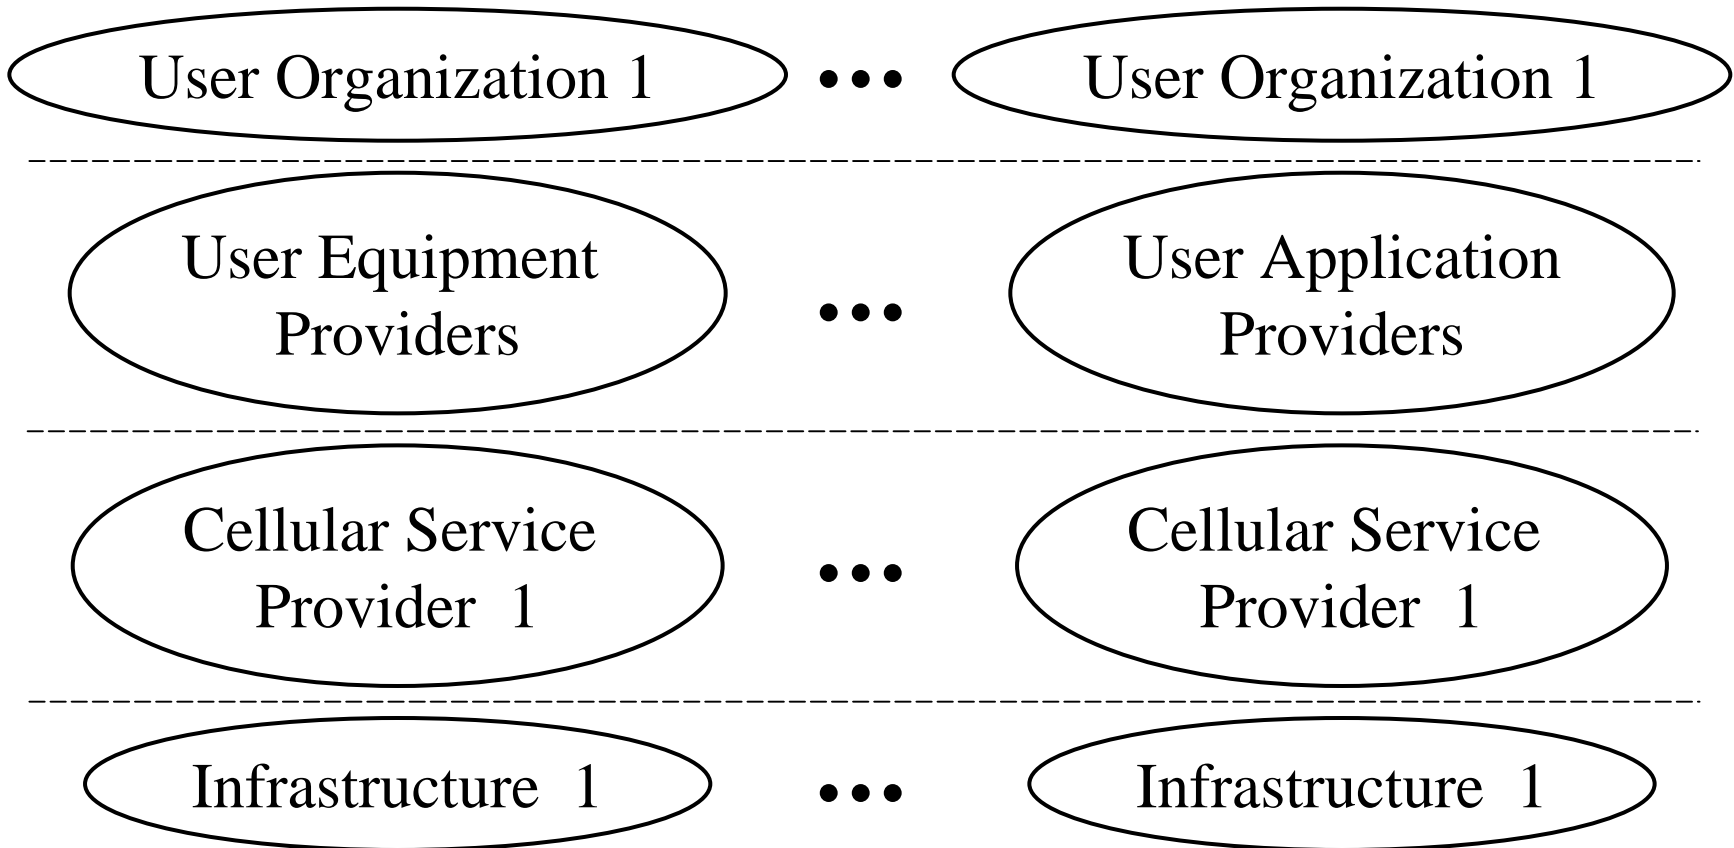 User Organization 1 ••• User Organization 1
User Equipment User Application
Providers ••• Providers
Cellular Service Cellular Service
Provider 1 ••• Provider 1
Infrastructure 1 ••• Infrastructure 1